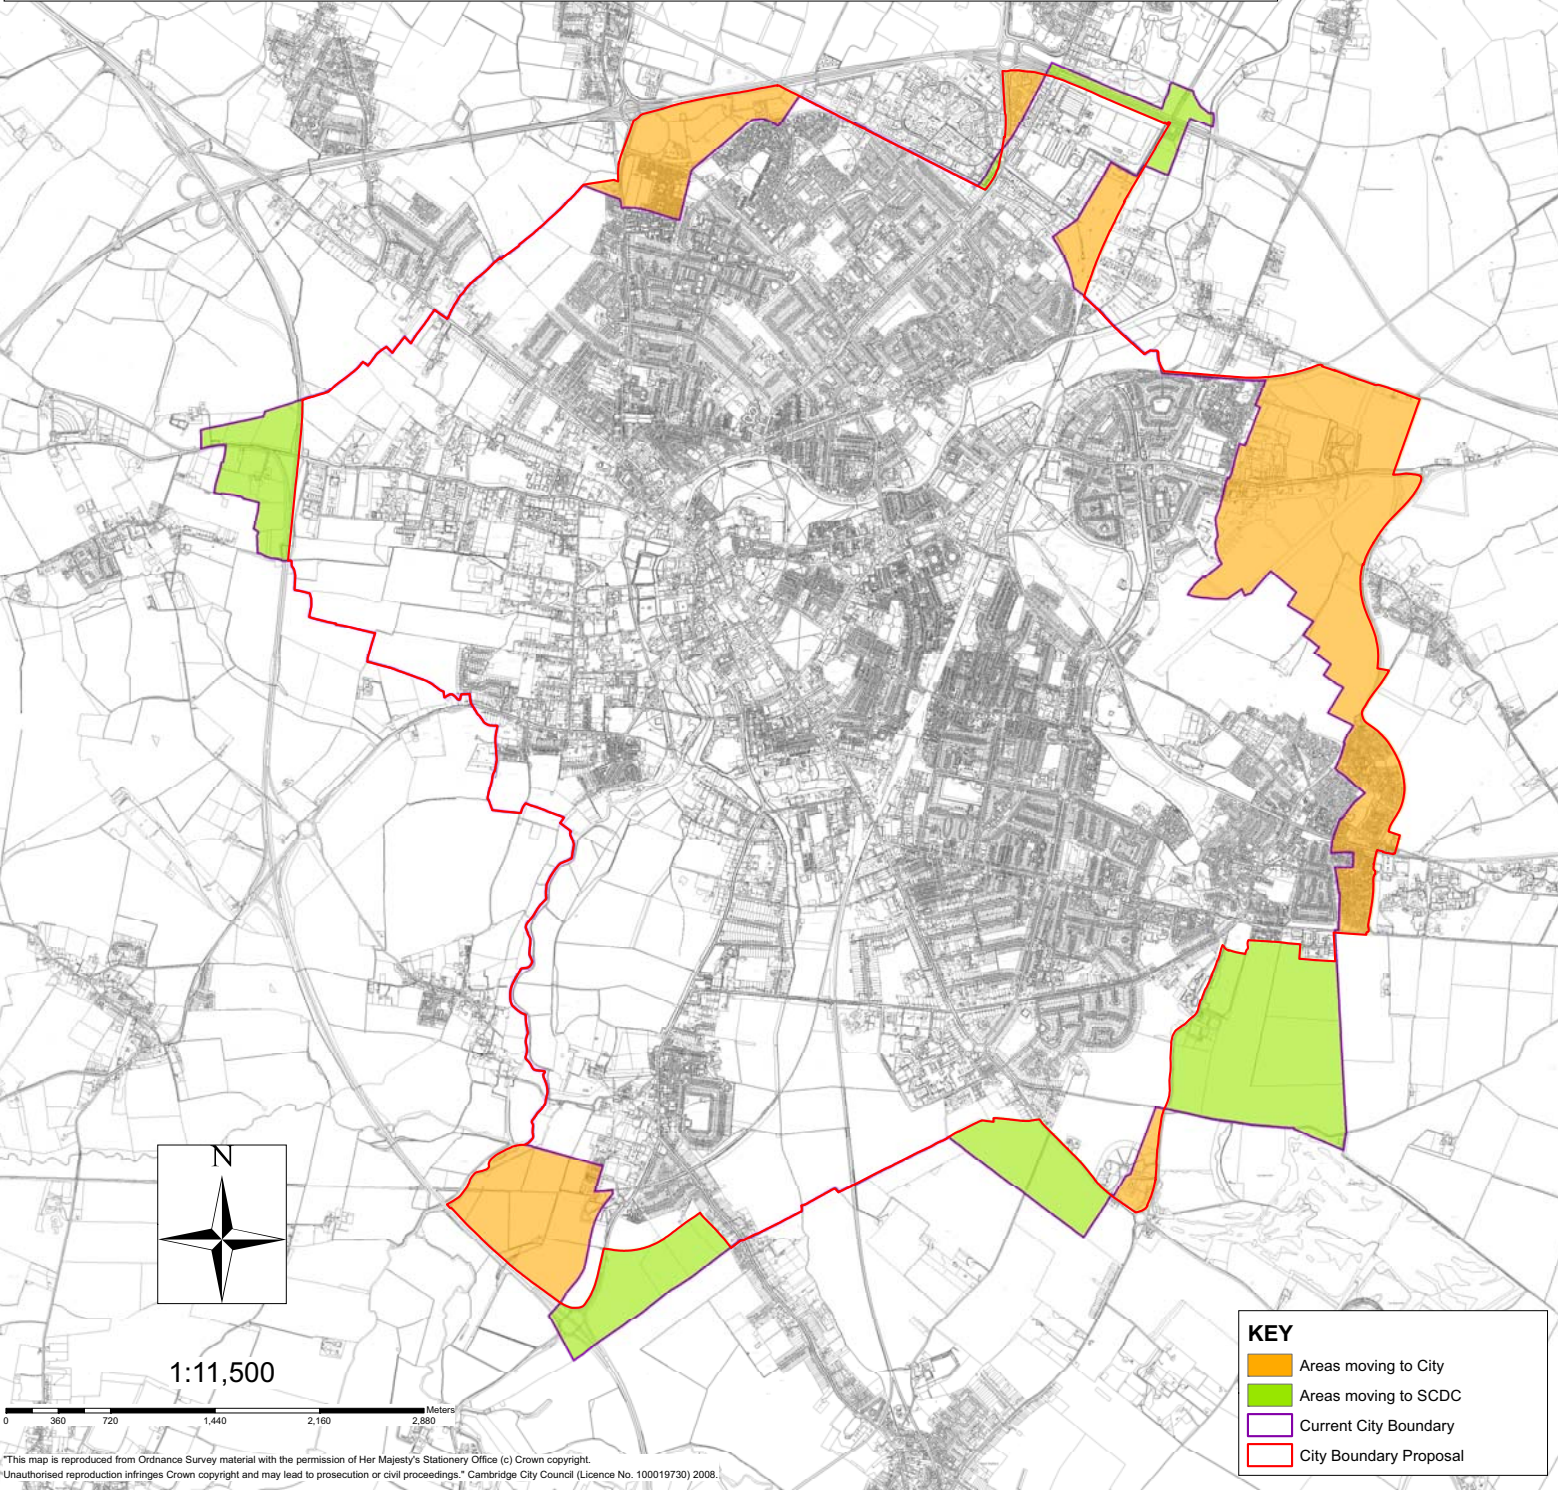 N
1:11,500
Meters
0 360 720 1,440 2,160 2,880
"This map is reproduced from Ordnance Survey material with the permission of Her Majesty's Stationery Office (c) Crown copyright.
Unauthorised reproduction infringes Crown copyright and may lead to prosecution or civil proceedings." Cambridge City Council (Licence No. 100019730) 2008.
KEY
Areas moving to City
Areas moving to SCDC
Current City Boundary
City Boundary Proposal